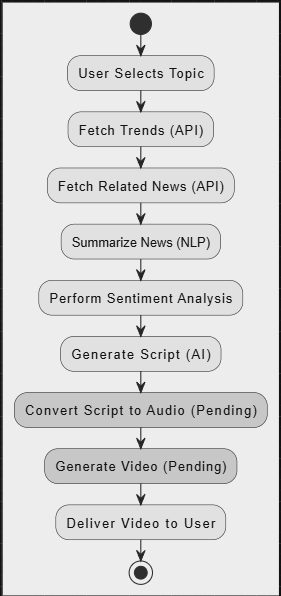 User Selects Topic
Fetch Trends (API)
Fetch Related News (API)
Summarize News (NLP)
Perform Sentiment Analysis
Generate Script (AI)
Convert Script to Audio (Pending)
Generate Video (Pending)
Deliver Video to User